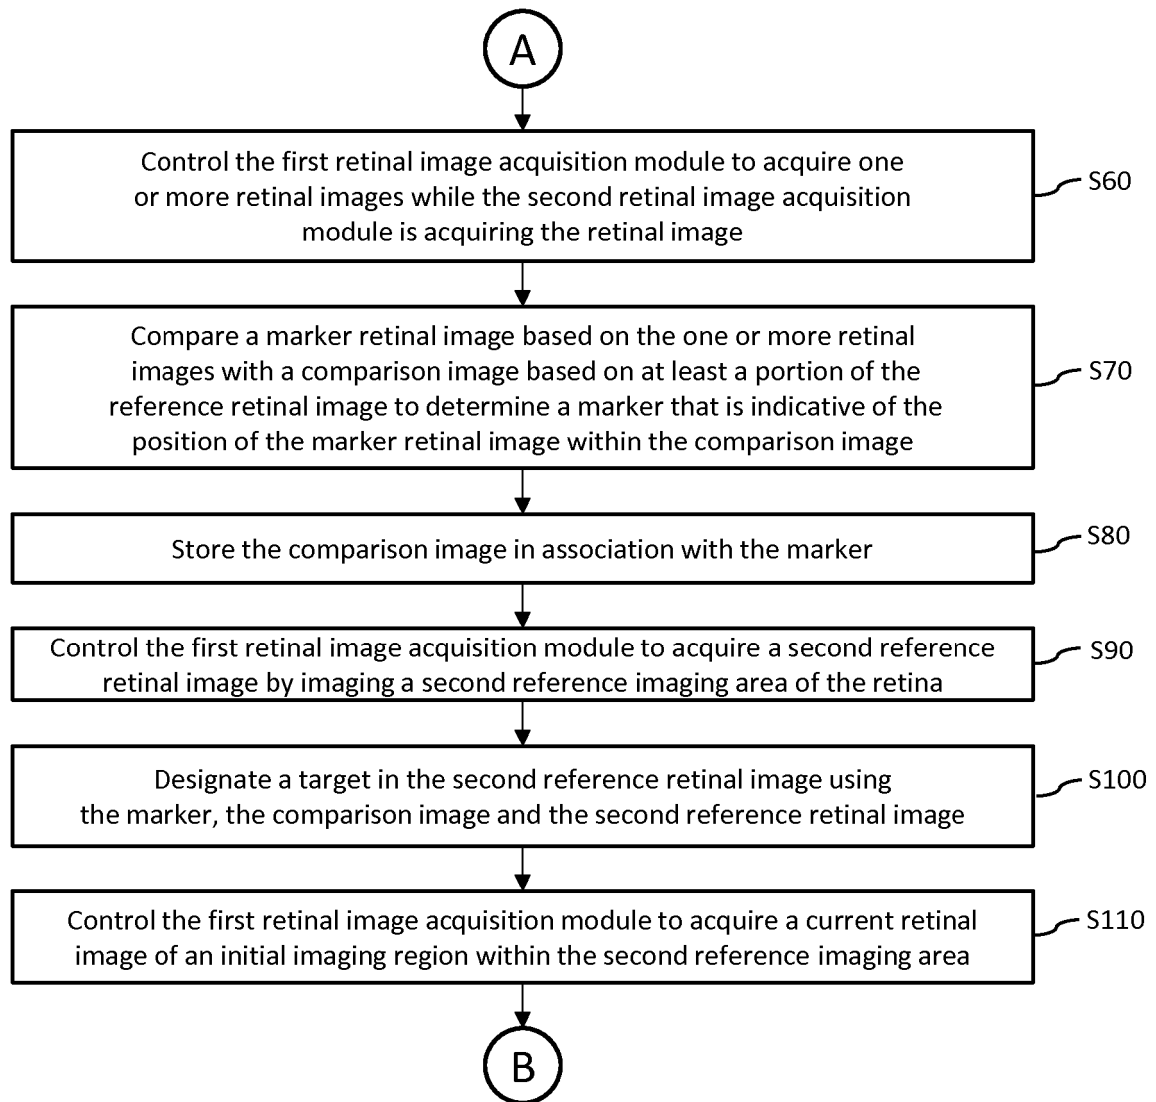 A
Control the first retinal image acquisition module to acquire one
or more retinal images while the second retinal image acquisition
module is acquiring the retinal image
S60
Compare a marker retinal image based on the one or more retinal
images with a comparison image based on at least a portion of the
reference retinal image to determine a marker that is indicative of the
position of the marker retinal image within the comparison image
S70
Store the comparison image in association with the marker
S80
Control the first retinal image acquisition module to acquire a second reference
retinal image by imaging a second reference imaging area of the retina
S90
Designate a target in the second reference retinal image using
the marker, the comparison image and the second reference retinal image
S100
Control the first retinal image acquisition module to acquire a current retinal
image of an initial imaging region within the second reference imaging area
S110
B